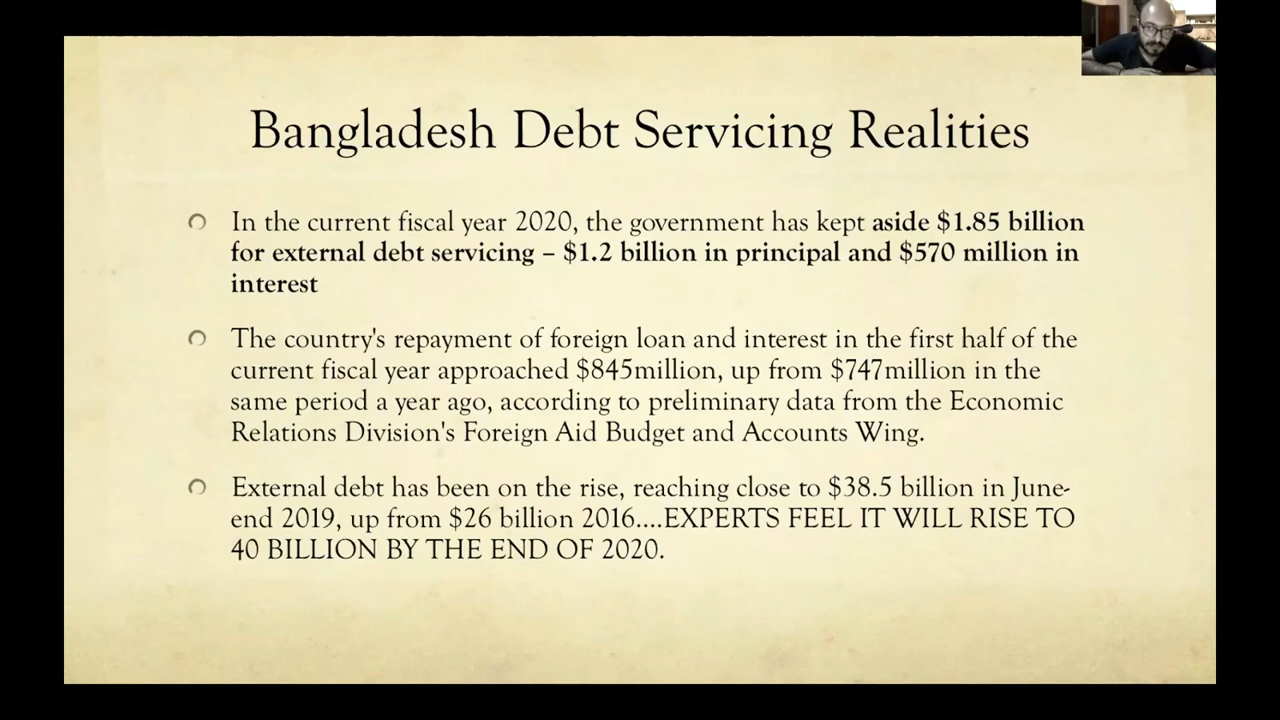 Bangladesh Debt Servicing Realities
In the current fiscal year 2020, the government has kept aside $1.85 billion
for external debt servicing – $1.2 billion in principal and $570 million in
interest
The country's repayment of foreign loan and interest in the first half of the
current fiscal year approached $845million, up from $747million in the
same period a year ago, according to preliminary data from the Economic
Relations Division's Foreign Aid Budget and Accounts Wing.
External debt has been on the rise, reaching close to $38.5 billion in June-
end 2019, up from $26 billion 2016....EXPERTS FEEL IT WILL RISE TO
40 BILLION BY THE END OF 2020.